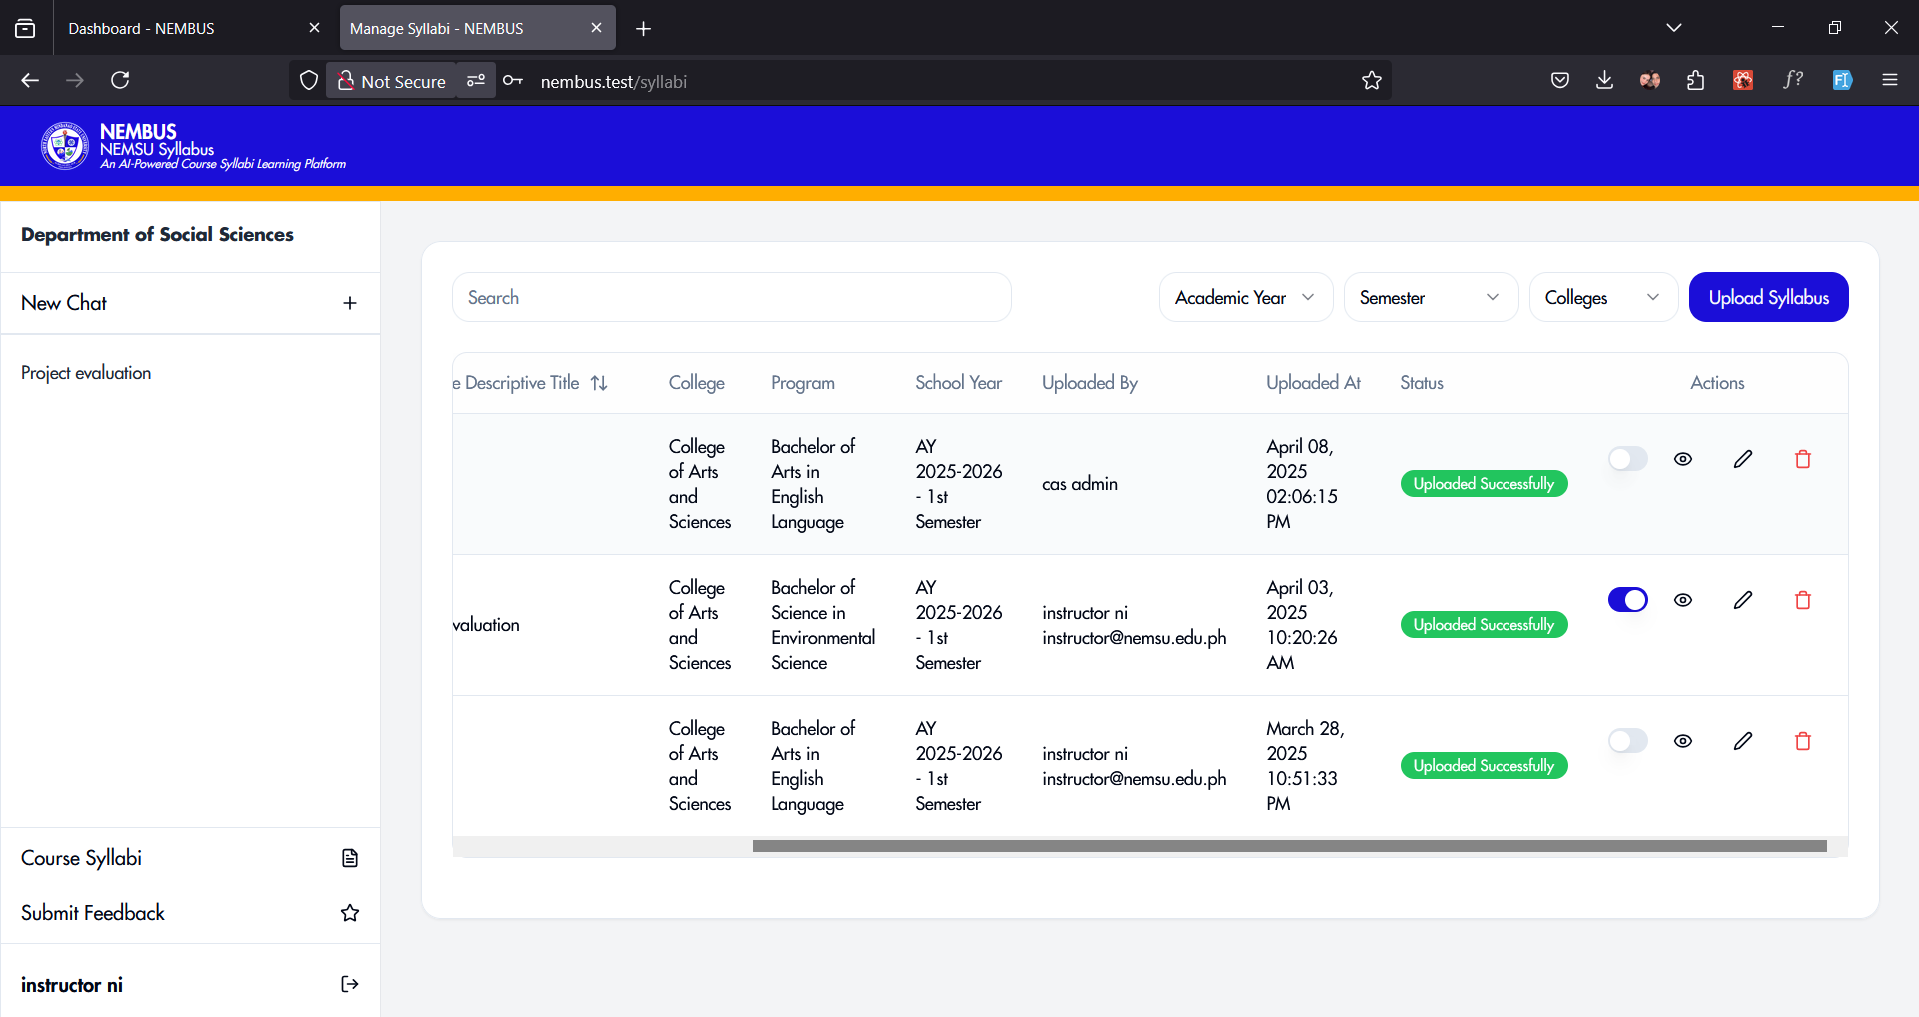 Dashboard - NEMBUS
Manage Syllabi - NEMBUS
Not Secure
nembus.test/syllabi
NEMBUS
NEMSU Syllabus
An AI-Powered Course Syllabi Learning Platform
Department of Social Sciences
New Chat
Project evaluation
Course Syllabi
Submit Feedback
instructor ni
Search
Academic Year
Semester
Colleges
Upload Syllabus
e Descriptive Title
College
Program
School Year
Uploaded By
Uploaded At
Status
Actions
College
of Arts
and
Sciences
Bachelor of
Arts in
English
Language
AY
2025-2026
- 1st
Semester
cas admin
April 08,
2025
02:06:15
PM
Uploaded Successfully
valuation
College
of Arts
and
Sciences
Bachelor of
Science in
Environmental
Science
AY
2025-2026
- 1st
Semester
instructor ni
instructor@nemsu.edu.ph
April 03,
2025
10:20:26
AM
Uploaded Successfully
College
of Arts
and
Sciences
Bachelor of
Arts in
English
Language
AY
2025-2026
- 1st
Semester
instructor ni
instructor@nemsu.edu.ph
March 28,
2025
10:51:33
PM
Uploaded Successfully